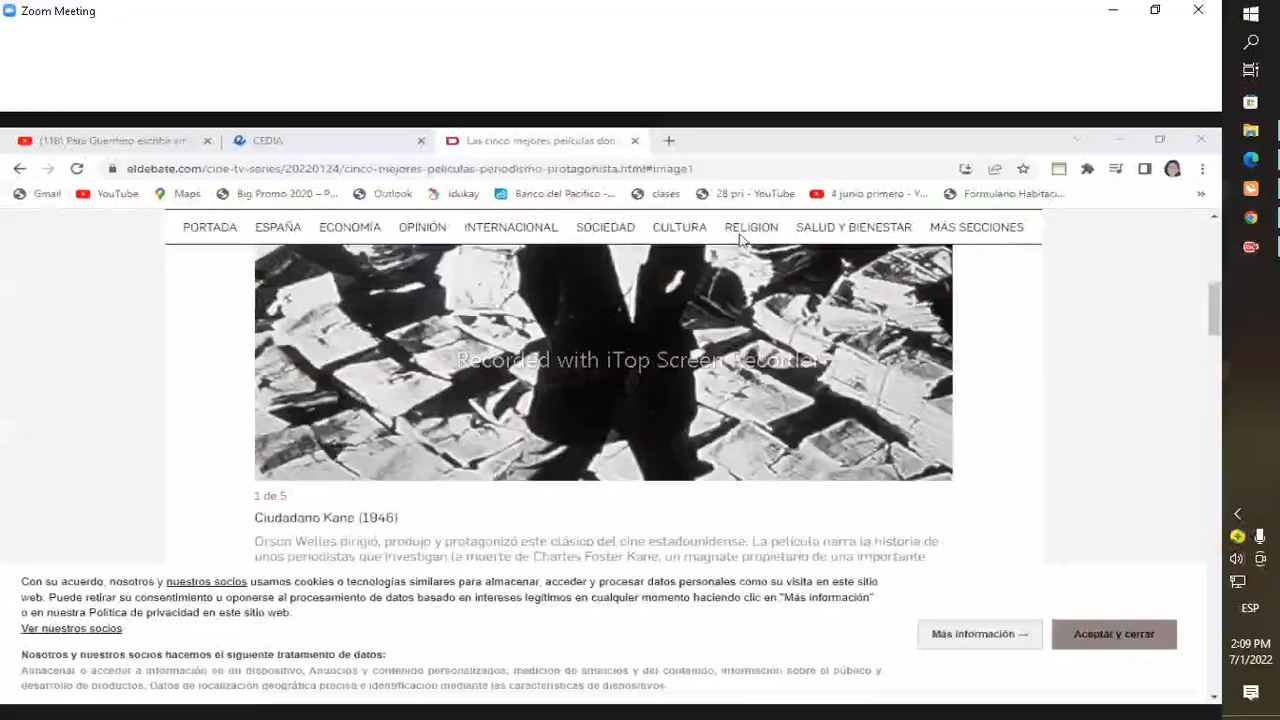 Zoom Meeting
(118) Para Guerrero escribir sin
CEDIA
Las cinco mejores películas don
eldebate.com/cine-tv-series/20220124/cinco-mejores-peliculas-periodismo-protagonista.html#image1
Gmail YouTube Maps Big Promo 2020 – P... Outlook idukay Banco del Pacifico -... clases 28 pri - YouTube 4 junio primero - Y... Formulario Habitaci... »
PORTADA ESPAÑA ECONOMÍA OPINIÓN INTERNACIONAL SOCIEDAD CULTURA RELIGIÓN SALUD Y BIENESTAR MÁS SECCIONES
Recorded with iTop Screen Recorder
1 de 5
Ciudadano Kane (1946)
Orson Welles dirigió, produjo y protagonizó este clásico del cine estadounidense. La película narra la historia de
unos periodistas que investigan la muerte de Charles Foster Kane, un magnate propietario de una importante
Con su acuerdo, nosotros y nuestros socios usamos cookies o tecnologías similares para almacenar, acceder y procesar datos personales como su visita en este sitio
web. Puede retirar su consentimiento u oponerse al procesamiento de datos basado en intereses legítimos en cualquier momento haciendo clic en "Más información"
o en nuestra Política de privacidad en este sitio web.
Ver nuestros socios
Más información →
Aceptar y cerrar
Nosotros y nuestros socios hacemos el siguiente tratamiento de datos:
Almacenar o acceder a información en un dispositivo, Anuncios y contenido personalizados, medición de anuncios y del contenido, información sobre el público y
desarrollo de productos, Datos de localización geográfica precisa e identificación mediante las características de dispositivos
ESP
2:09 PM
7/1/2022